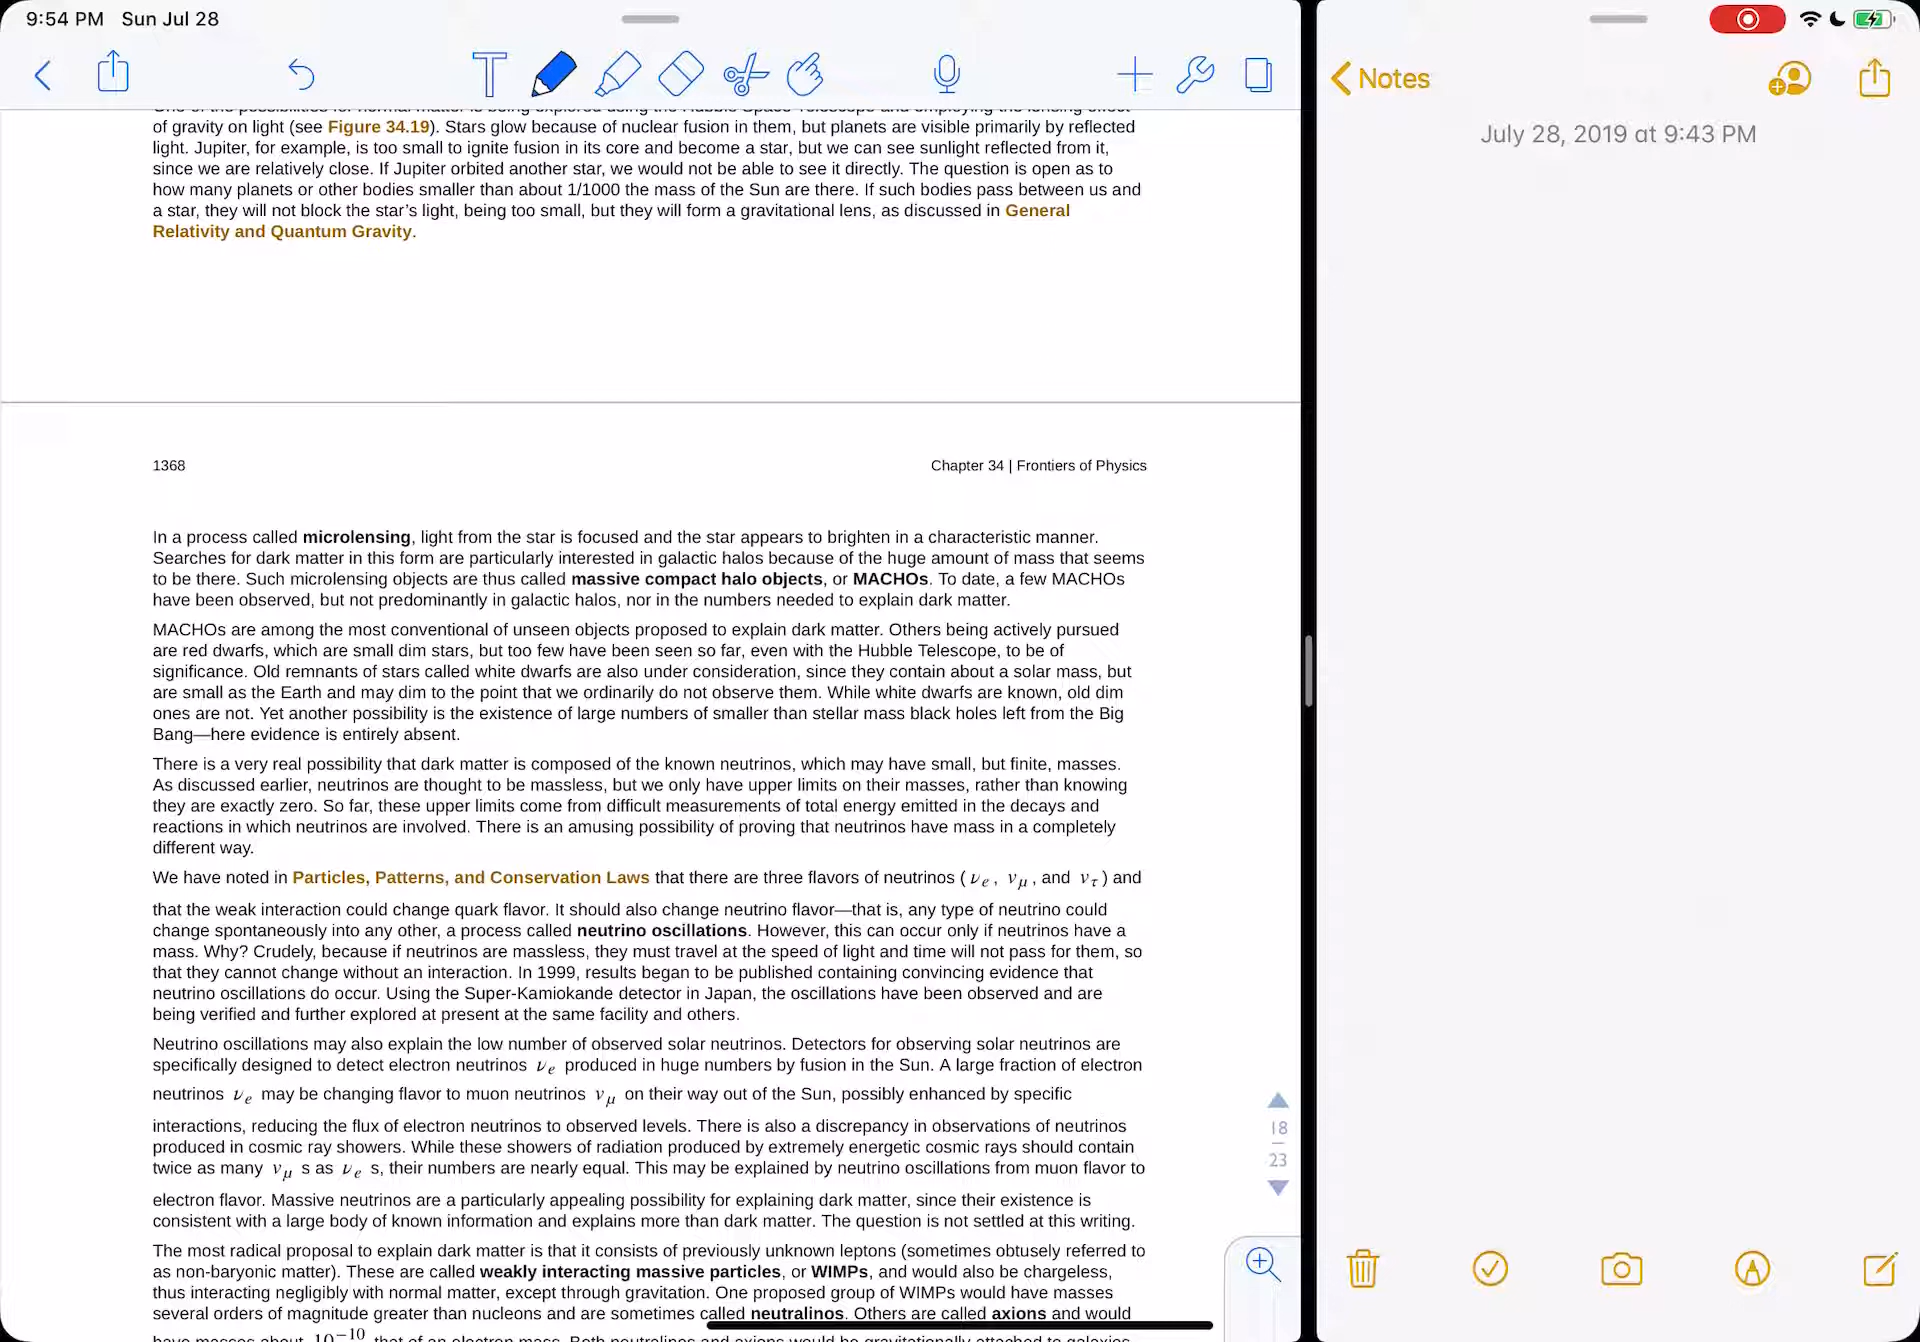 9:54 PM Sun Jul 28
Notes
July 28, 2019 at 9:43 PM
One of the possibilities for normal matter is being explored using the Hubble Space Telescope and employing the lensing effect
of gravity on light (see Figure 34.19). Stars glow because of nuclear fusion in them, but planets are visible primarily by reflected
light. Jupiter, for example, is too small to ignite fusion in its core and become a star, but we can see sunlight reflected from it,
since we are relatively close. If Jupiter orbited another star, we would not be able to see it directly. The question is open as to
how many planets or other bodies smaller than about 1/1000 the mass of the Sun are there. If such bodies pass between us and
a star, they will not block the star’s light, being too small, but they will form a gravitational lens, as discussed in General
Relativity and Quantum Gravity.
1368
Chapter 34 | Frontiers of Physics
In a process called microlensing, light from the star is focused and the star appears to brighten in a characteristic manner.
Searches for dark matter in this form are particularly interested in galactic halos because of the huge amount of mass that seems
to be there. Such microlensing objects are thus called massive compact halo objects, or MACHOs. To date, a few MACHOs
have been observed, but not predominantly in galactic halos, nor in the numbers needed to explain dark matter.
MACHOs are among the most conventional of unseen objects proposed to explain dark matter. Others being actively pursued
are red dwarfs, which are small dim stars, but too few have been seen so far, even with the Hubble Telescope, to be of
significance. Old remnants of stars called white dwarfs are also under consideration, since they contain about a solar mass, but
are small as the Earth and may dim to the point that we ordinarily do not observe them. While white dwarfs are known, old dim
ones are not. Yet another possibility is the existence of large numbers of smaller than stellar mass black holes left from the Big
Bang—here evidence is entirely absent.
There is a very real possibility that dark matter is composed of the known neutrinos, which may have small, but finite, masses.
As discussed earlier, neutrinos are thought to be massless, but we only have upper limits on their masses, rather than knowing
they are exactly zero. So far, these upper limits come from difficult measurements of total energy emitted in the decays and
reactions in which neutrinos are involved. There is an amusing possibility of proving that neutrinos have mass in a completely
different way.
We have noted in Particles, Patterns, and Conservation Laws that there are three flavors of neutrinos ( νe, νμ, and ντ ) and
that the weak interaction could change quark flavor. It should also change neutrino flavor—that is, any type of neutrino could
change spontaneously into any other, a process called neutrino oscillations. However, this can occur only if neutrinos have a
mass. Why? Crudely, because if neutrinos are massless, they must travel at the speed of light and time will not pass for them, so
that they cannot change without an interaction. In 1999, results began to be published containing convincing evidence that
neutrino oscillations do occur. Using the Super-Kamiokande detector in Japan, the oscillations have been observed and are
being verified and further explored at present at the same facility and others.
Neutrino oscillations may also explain the low number of observed solar neutrinos. Detectors for observing solar neutrinos are
specifically designed to detect electron neutrinos νe produced in huge numbers by fusion in the Sun. A large fraction of electron
neutrinos νe may be changing flavor to muon neutrinos νμ on their way out of the Sun, possibly enhanced by specific
interactions, reducing the flux of electron neutrinos to observed levels. There is also a discrepancy in observations of neutrinos
produced in cosmic ray showers. While these showers of radiation produced by extremely energetic cosmic rays should contain
twice as many νμ s as νe s, their numbers are nearly equal. This may be explained by neutrino oscillations from muon flavor to
electron flavor. Massive neutrinos are a particularly appealing possibility for explaining dark matter, since their existence is
consistent with a large body of known information and explains more than dark matter. The question is not settled at this writing.
The most radical proposal to explain dark matter is that it consists of previously unknown leptons (sometimes obtusely referred to
as non-baryonic matter). These are called weakly interacting massive particles, or WIMPs, and would also be chargeless,
thus interacting negligibly with normal matter, except through gravitation. One proposed group of WIMPs would have masses
several orders of magnitude greater than nucleons and are sometimes called neutralinos. Others are called axions and would
have masses about 10⁻¹⁰ that of an electron mass. Both neutralinos and axions would be gravitationally attached to galaxies
18
23